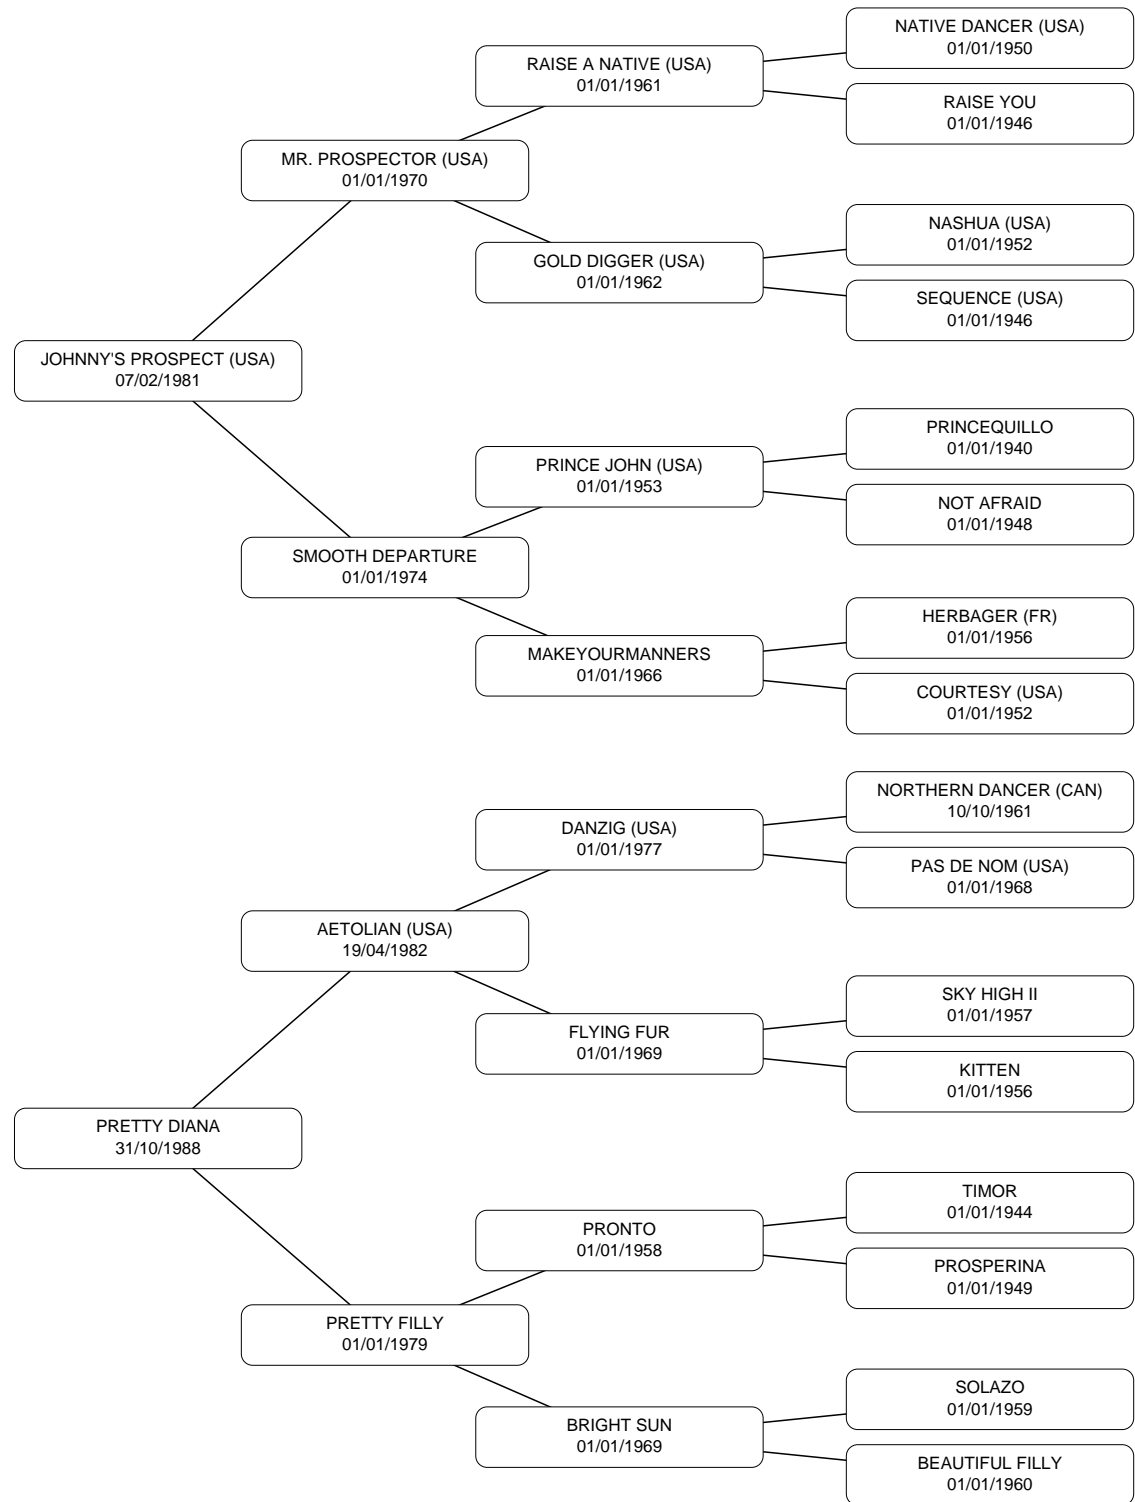 NATIVE DANCER (USA)
01/01/1950
RAISE A NATIVE (USA)
01/01/1961
RAISE YOU
01/01/1946
MR. PROSPECTOR (USA)
01/01/1970
NASHUA (USA)
01/01/1952
GOLD DIGGER (USA)
01/01/1962
SEQUENCE (USA)
01/01/1946
JOHNNY'S PROSPECT (USA)
07/02/1981
PRINCEQUILLO
01/01/1940
PRINCE JOHN (USA)
01/01/1953
NOT AFRAID
01/01/1948
SMOOTH DEPARTURE
01/01/1974
HERBAGER (FR)
01/01/1956
MAKEYOURMANNERS
01/01/1966
COURTESY (USA)
01/01/1952
NORTHERN DANCER (CAN)
10/10/1961
DANZIG (USA)
01/01/1977
PAS DE NOM (USA)
01/01/1968
AETOLIAN (USA)
19/04/1982
SKY HIGH II
01/01/1957
FLYING FUR
01/01/1969
KITTEN
01/01/1956
PRETTY DIANA
31/10/1988
TIMOR
01/01/1944
PRONTO
01/01/1958
PROSPERINA
01/01/1949
PRETTY FILLY
01/01/1979
SOLAZO
01/01/1959
BRIGHT SUN
01/01/1969
BEAUTIFUL FILLY
01/01/1960